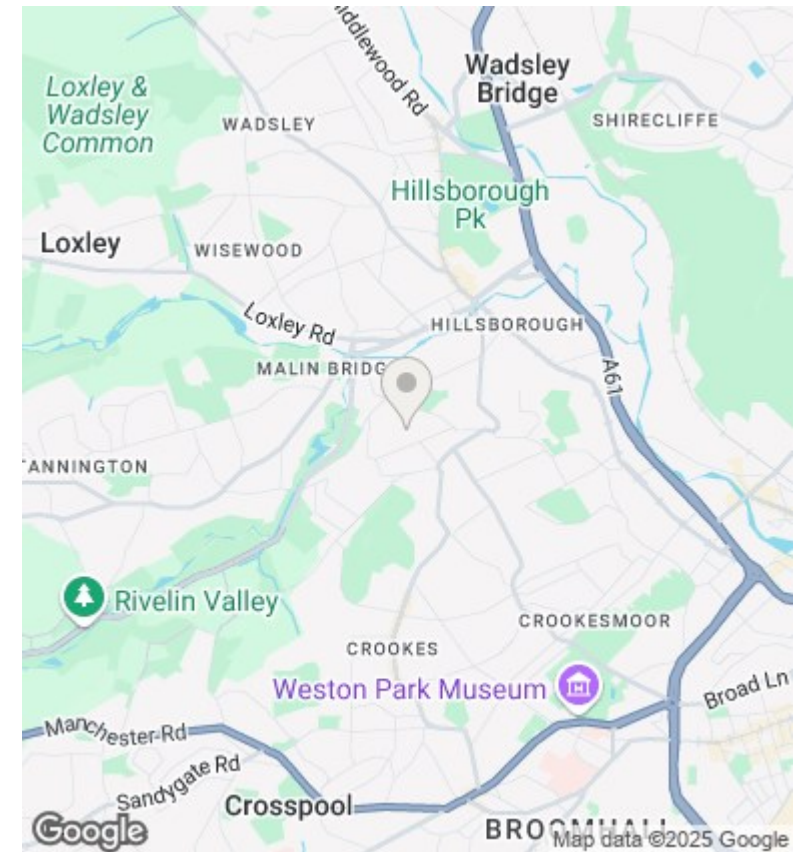 iddlewood Rd
Wadsley
Bridge
Loxley &
Wadsley
Common
WADSLEY
SHIRECLIFFE
Hillsborough
Pk
Loxley
WISEWOOD
Loxley Rd
HILLSBOROUGH
MALIN BRIDG
A61
TANNINGTON
Rivelin Valley
CROOKESMOOR
CROOKES
Weston Park Museum
Broad Ln
Manchester Rd
Sandygate Rd
Crosspool
BROOMHALL
Google
Map data ©2025 Google